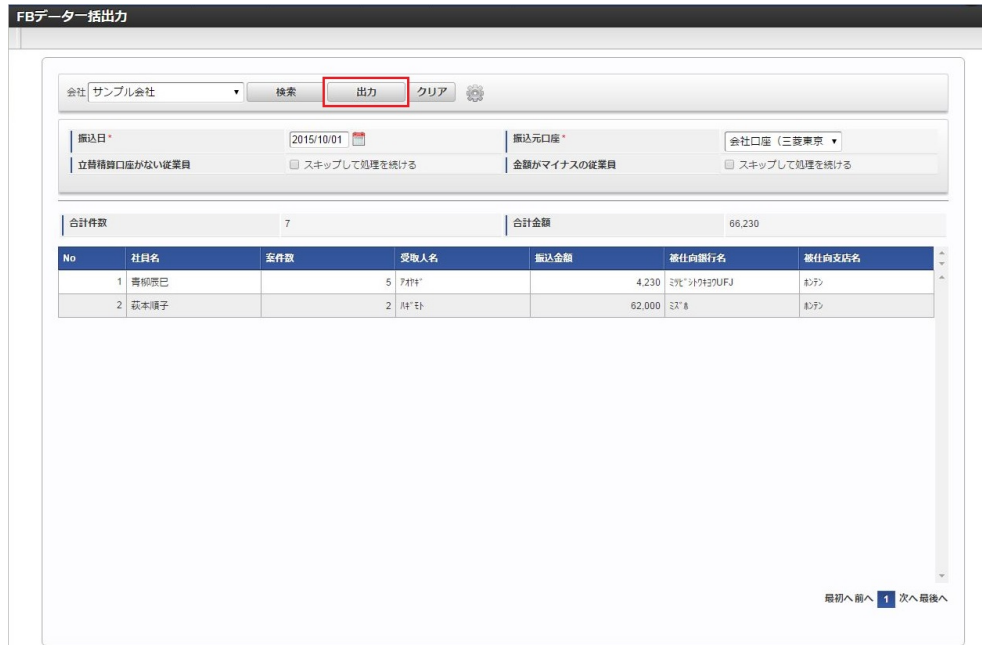 FBデータ一括出力
会社 サンプル会社 検索 出力 クリア
振込日* 2015/10/01 振込元口座* 会社口座（三菱東京
立替精算口座がない従業員 スキップして処理を続ける 金額がマイナスの従業員 スキップして処理を続ける
合計件数 7 合計金額 66,230
No 社員名 案件数 受取人名 振込金額 被仕向銀行名 被仕向支店名
1 青柳辰巳 5 ｱｵﾔｷﾞ 4,230 ﾐﾂﾋﾞｼﾄｳｷｮｳUFJ ﾎﾝﾃﾝ
2 萩本順子 2 ﾊｷﾞﾓﾄ 62,000 ﾐｽﾞﾎ ﾎﾝﾃﾝ
最初へ 前へ 1 次へ 最後へ